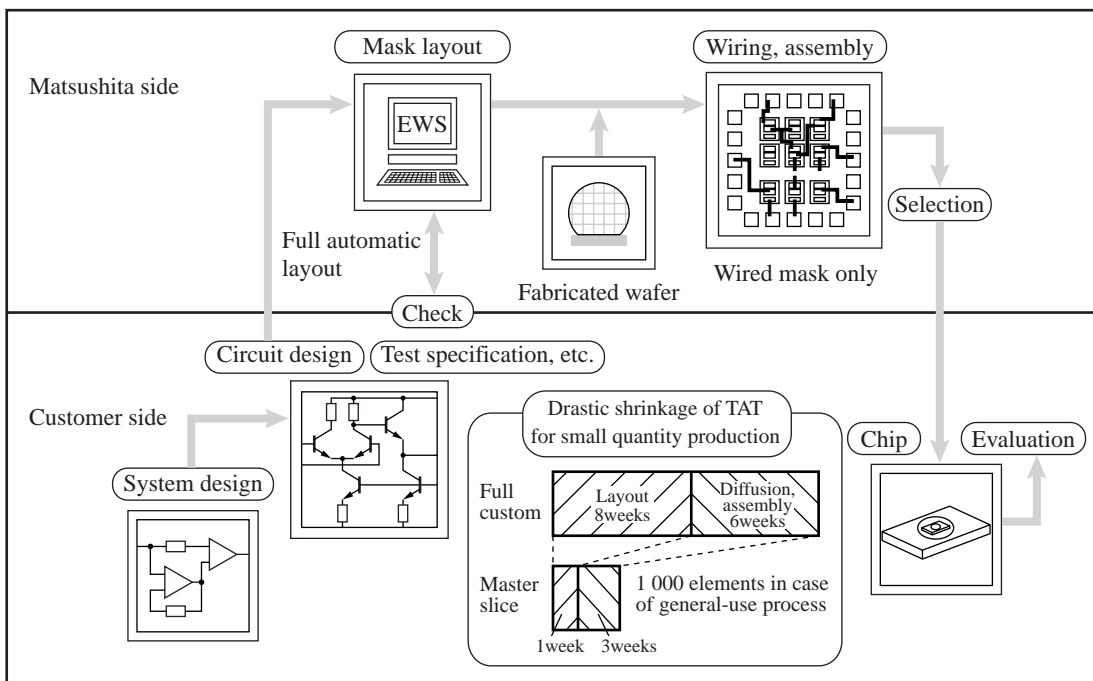 Mask layout
Wiring, assembly
Matsushita side
EWS
Selection
Full automatic
layout
Fabricated wafer
Wired mask only
Check
Circuit design
Test specification, etc.
Customer side
Drastic shrinkage of TAT
for small quantity production
Chip
Evaluation
System design
Full
custom
Layout
8weeks
Diffusion,
assembly
6weeks
Master
slice
1 000 elements in case
of general-use process
1week
3weeks